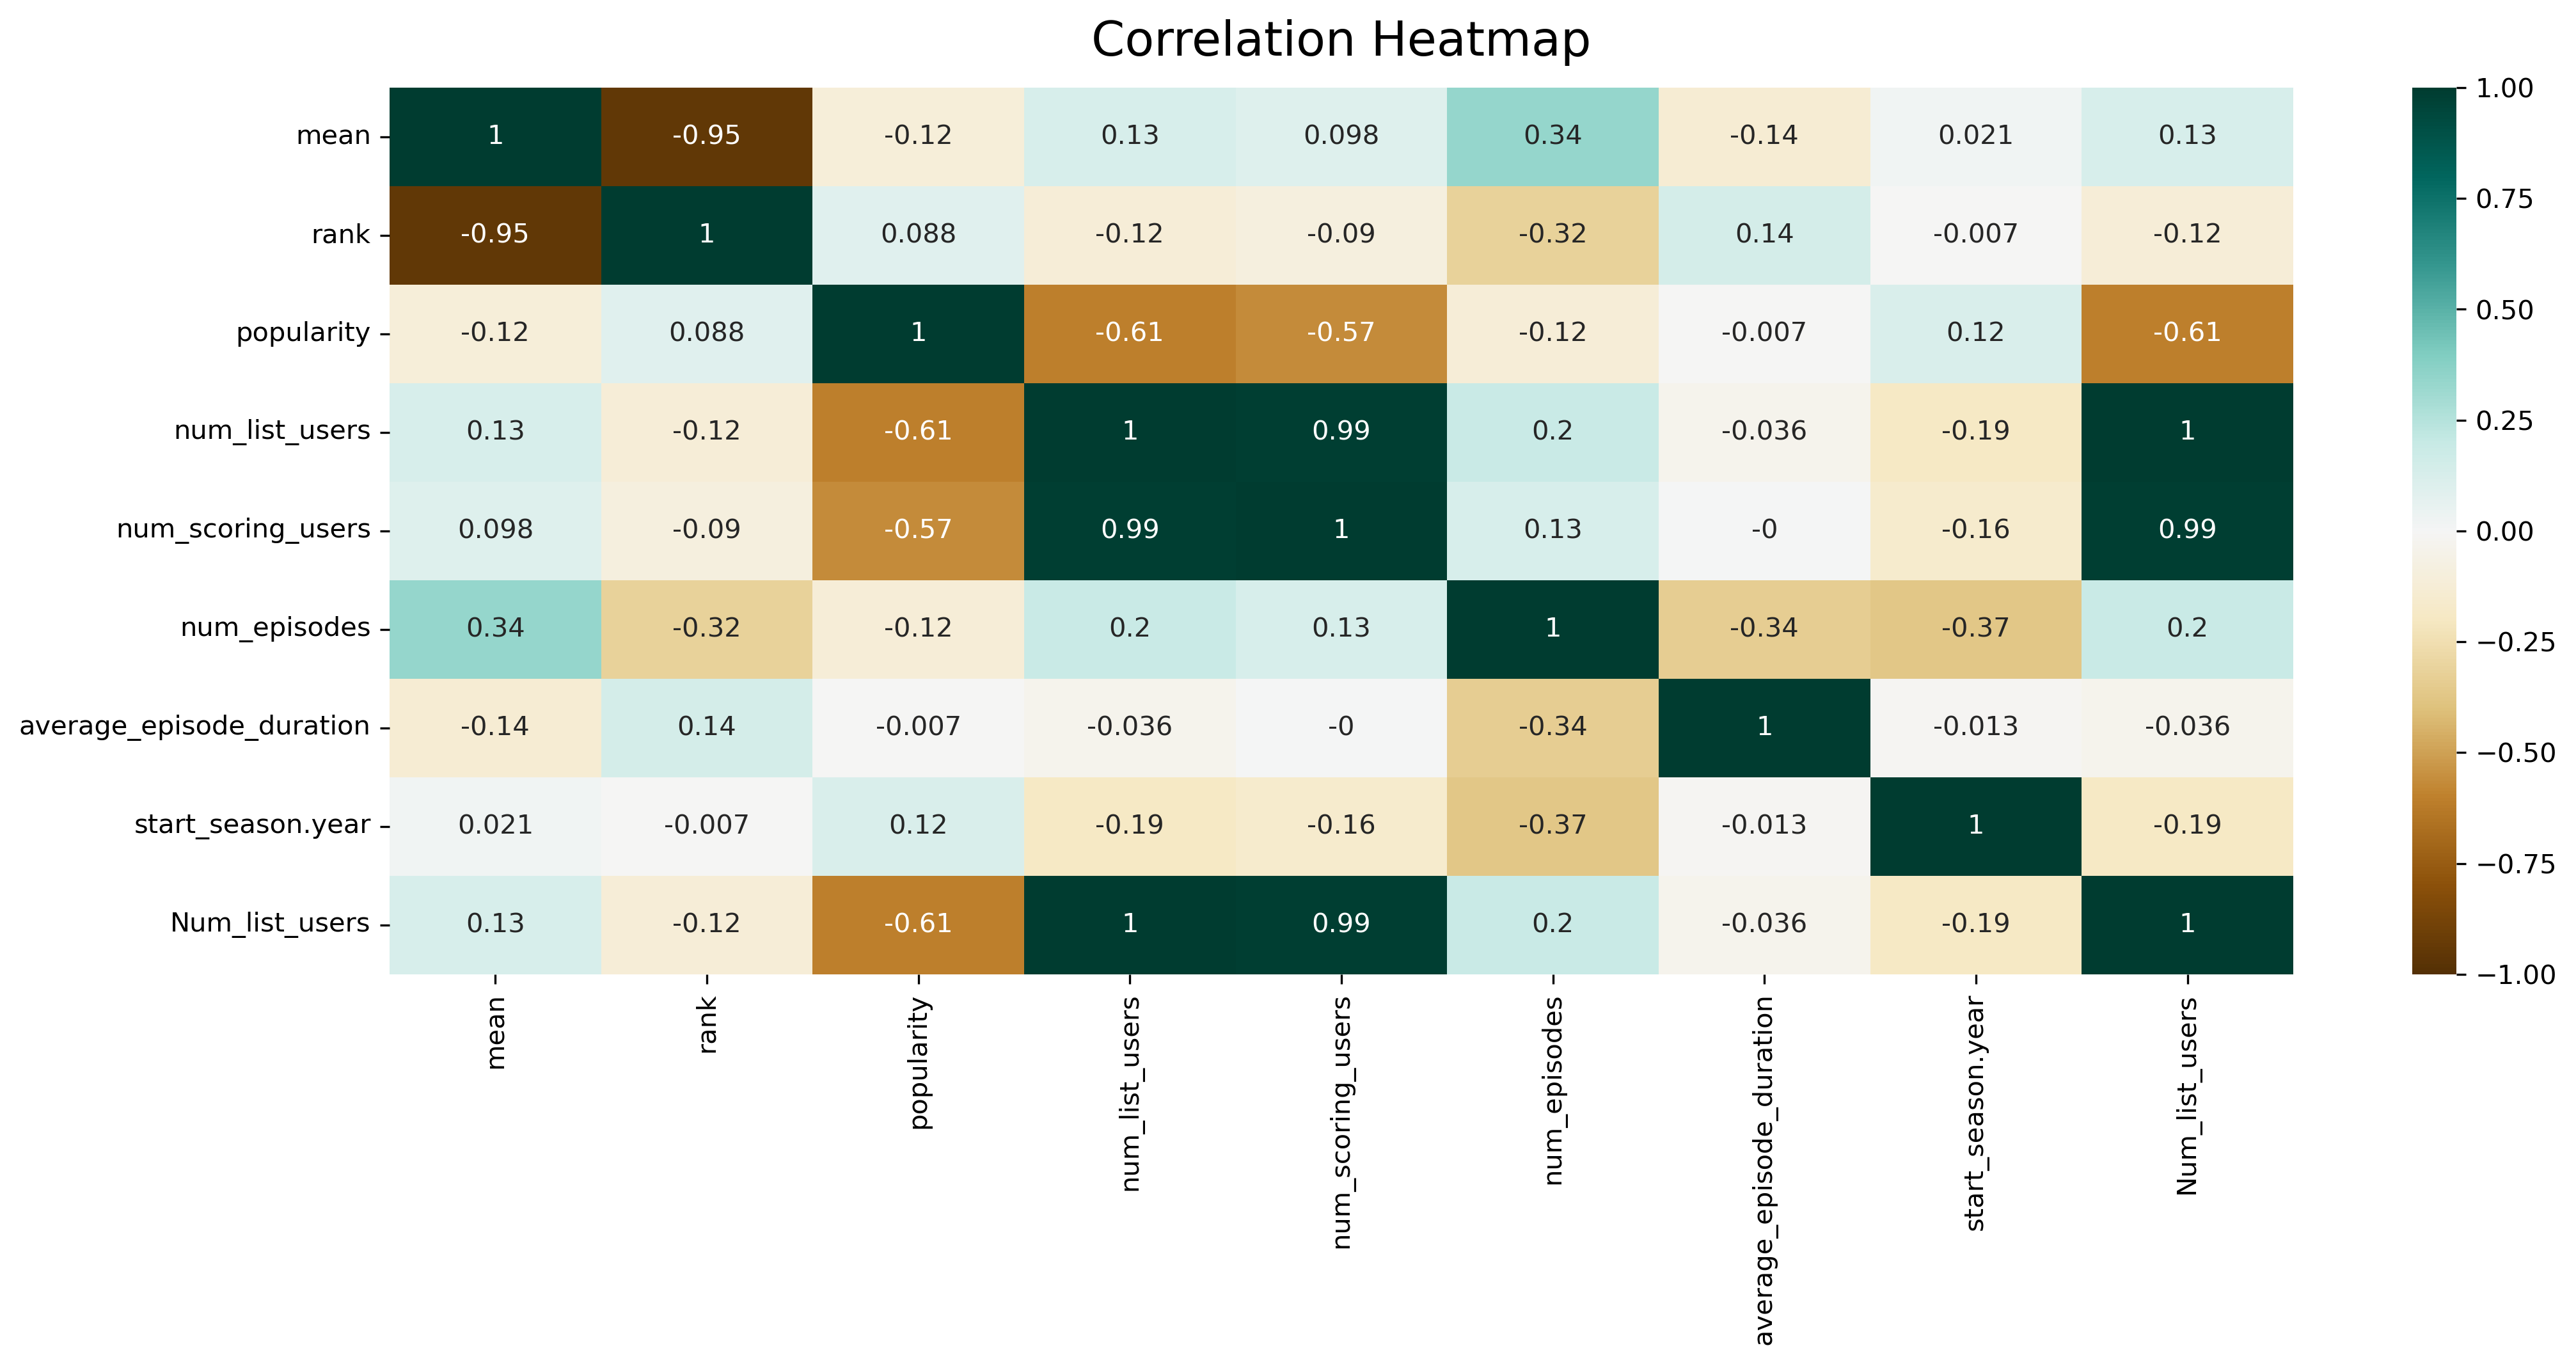 Correlation Heatmap
mean 1 -0.95 -0.12 0.13 0.098 0.34 -0.14 0.021 0.13
rank -0.95 1 0.088 -0.12 -0.09 -0.32 0.14 -0.007 -0.12
popularity -0.12 0.088 1 -0.61 -0.57 -0.12 -0.007 0.12 -0.61
num_list_users 0.13 -0.12 -0.61 1 0.99 0.2 -0.036 -0.19 1
num_scoring_users 0.098 -0.09 -0.57 0.99 1 0.13 -0 -0.16 0.99
num_episodes 0.34 -0.32 -0.12 0.2 0.13 1 -0.34 -0.37 0.2
average_episode_duration -0.14 0.14 -0.007 -0.036 -0 -0.34 1 -0.013 -0.036
start_season.year 0.021 -0.007 0.12 -0.19 -0.16 -0.37 -0.013 1 -0.19
Num_list_users 0.13 -0.12 -0.61 1 0.99 0.2 -0.036 -0.19 1
mean
rank
popularity
num_list_users
num_scoring_users
num_episodes
average_episode_duration
start_season.year
Num_list_users
1.00
0.75
0.50
0.25
0.00
−0.25
−0.50
−0.75
−1.00